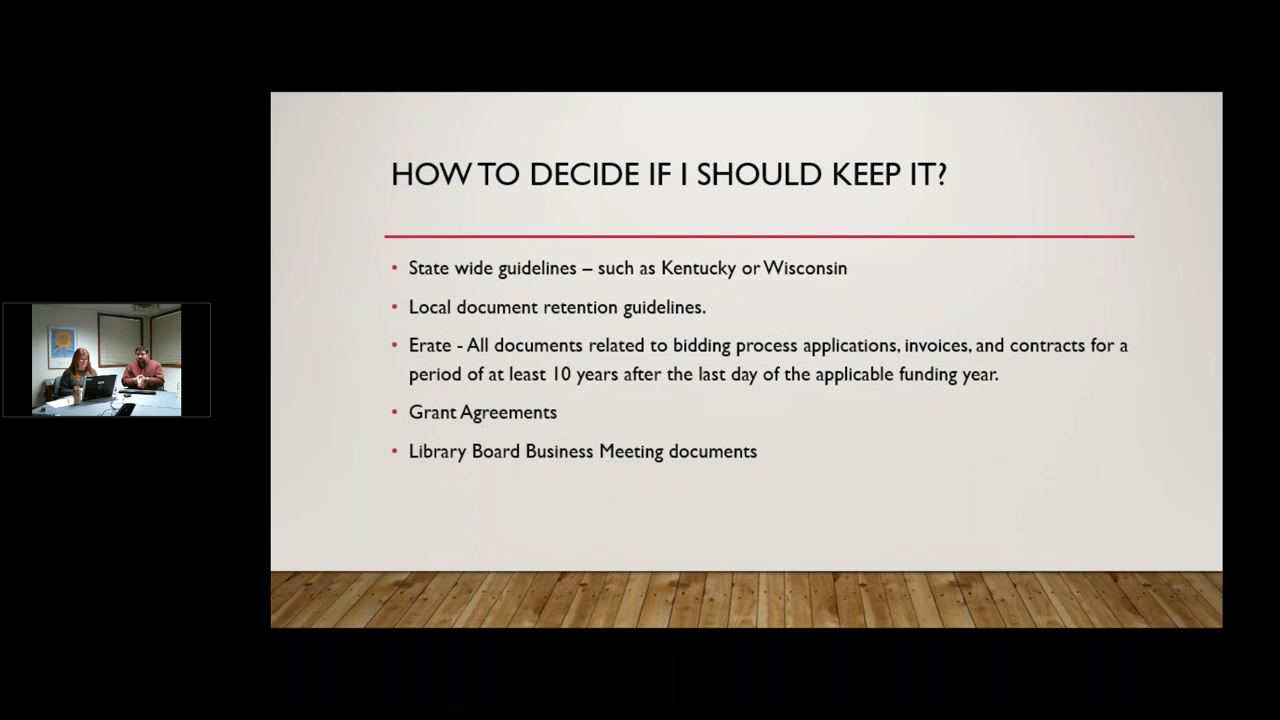 HOW TO DECIDE IF I SHOULD KEEP IT?
• State wide guidelines – such as Kentucky or Wisconsin
• Local document retention guidelines.
• Erate - All documents related to bidding process applications, invoices, and contracts for a
period of at least 10 years after the last day of the applicable funding year.
• Grant Agreements
• Library Board Business Meeting documents